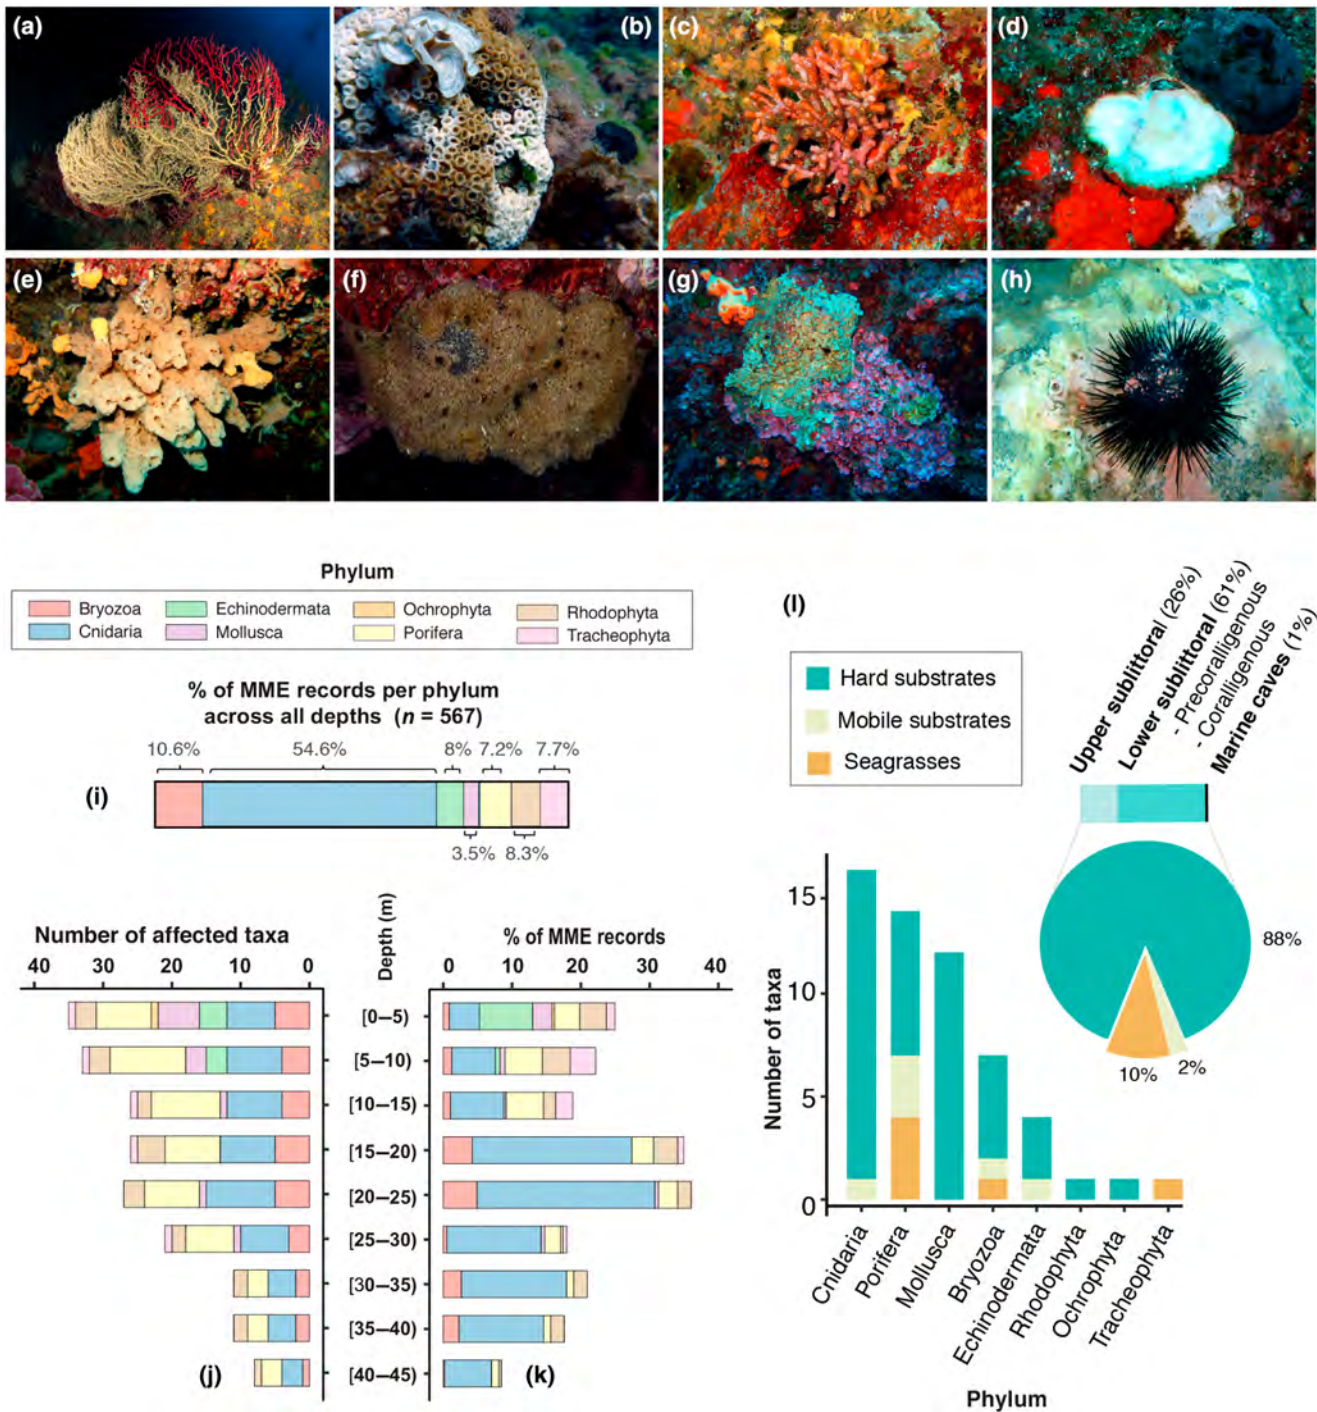 (a)
(b)
(c)
(d)
(e)
(f)
(g)
(h)
Phylum
Bryozoa
Echinodermata
Ochrophyta
Rhodophyta
Cnidaria
Mollusca
Porifera
Tracheophyta
% of MME records per phylum
across all depths (n = 567)
10.6%
54.6%
8%
7.2%
7.7%
(i)
3.5%
8.3%
Number of affected taxa
40 30 20 10 0
Depth (m)
% of MME records
0 10 20 30 40
[0–5)
[5–10)
[10–15)
[15–20)
[20–25)
[25–30)
[30–35)
[35–40)
[40–45)
(j)
(k)
(l)
Hard substrates
Mobile substrates
Seagrasses
Upper sublittoral (26%)
Lower sublittoral (61%)
- Precoralligenous
- Coralligenous
Marine caves (1%)
88%
10%
2%
Number of taxa
15
10
5
0
Cnidaria
Porifera
Mollusca
Bryozoa
Echinodermata
Rhodophyta
Ochrophyta
Tracheophyta
Phylum